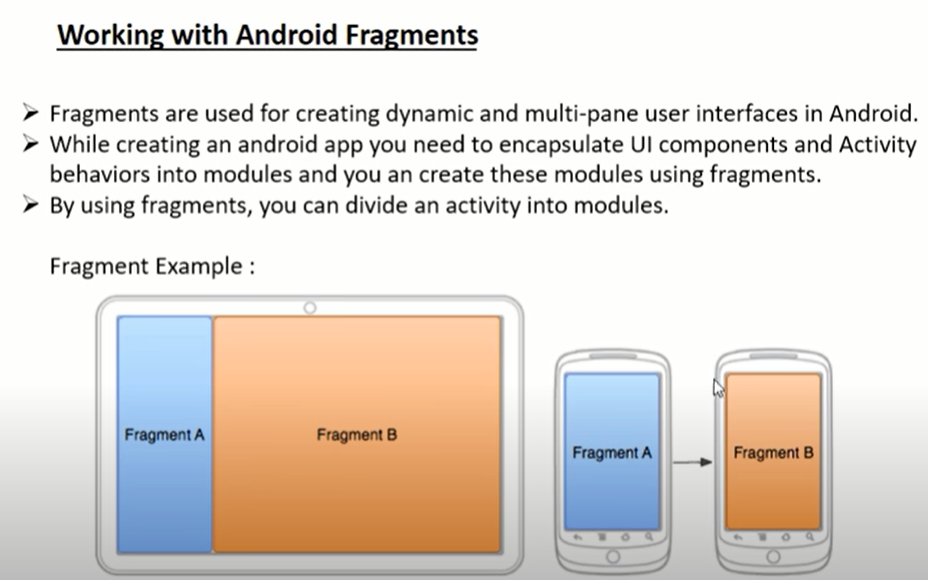 Working with Android Fragments
➢ Fragments are used for creating dynamic and multi-pane user interfaces in Android.
➢ While creating an android app you need to encapsulate UI components and Activity
behaviors into modules and you an create these modules using fragments.
➢ By using fragments, you can divide an activity into modules.
Fragment Example :
Fragment A
Fragment B
Fragment A
Fragment B